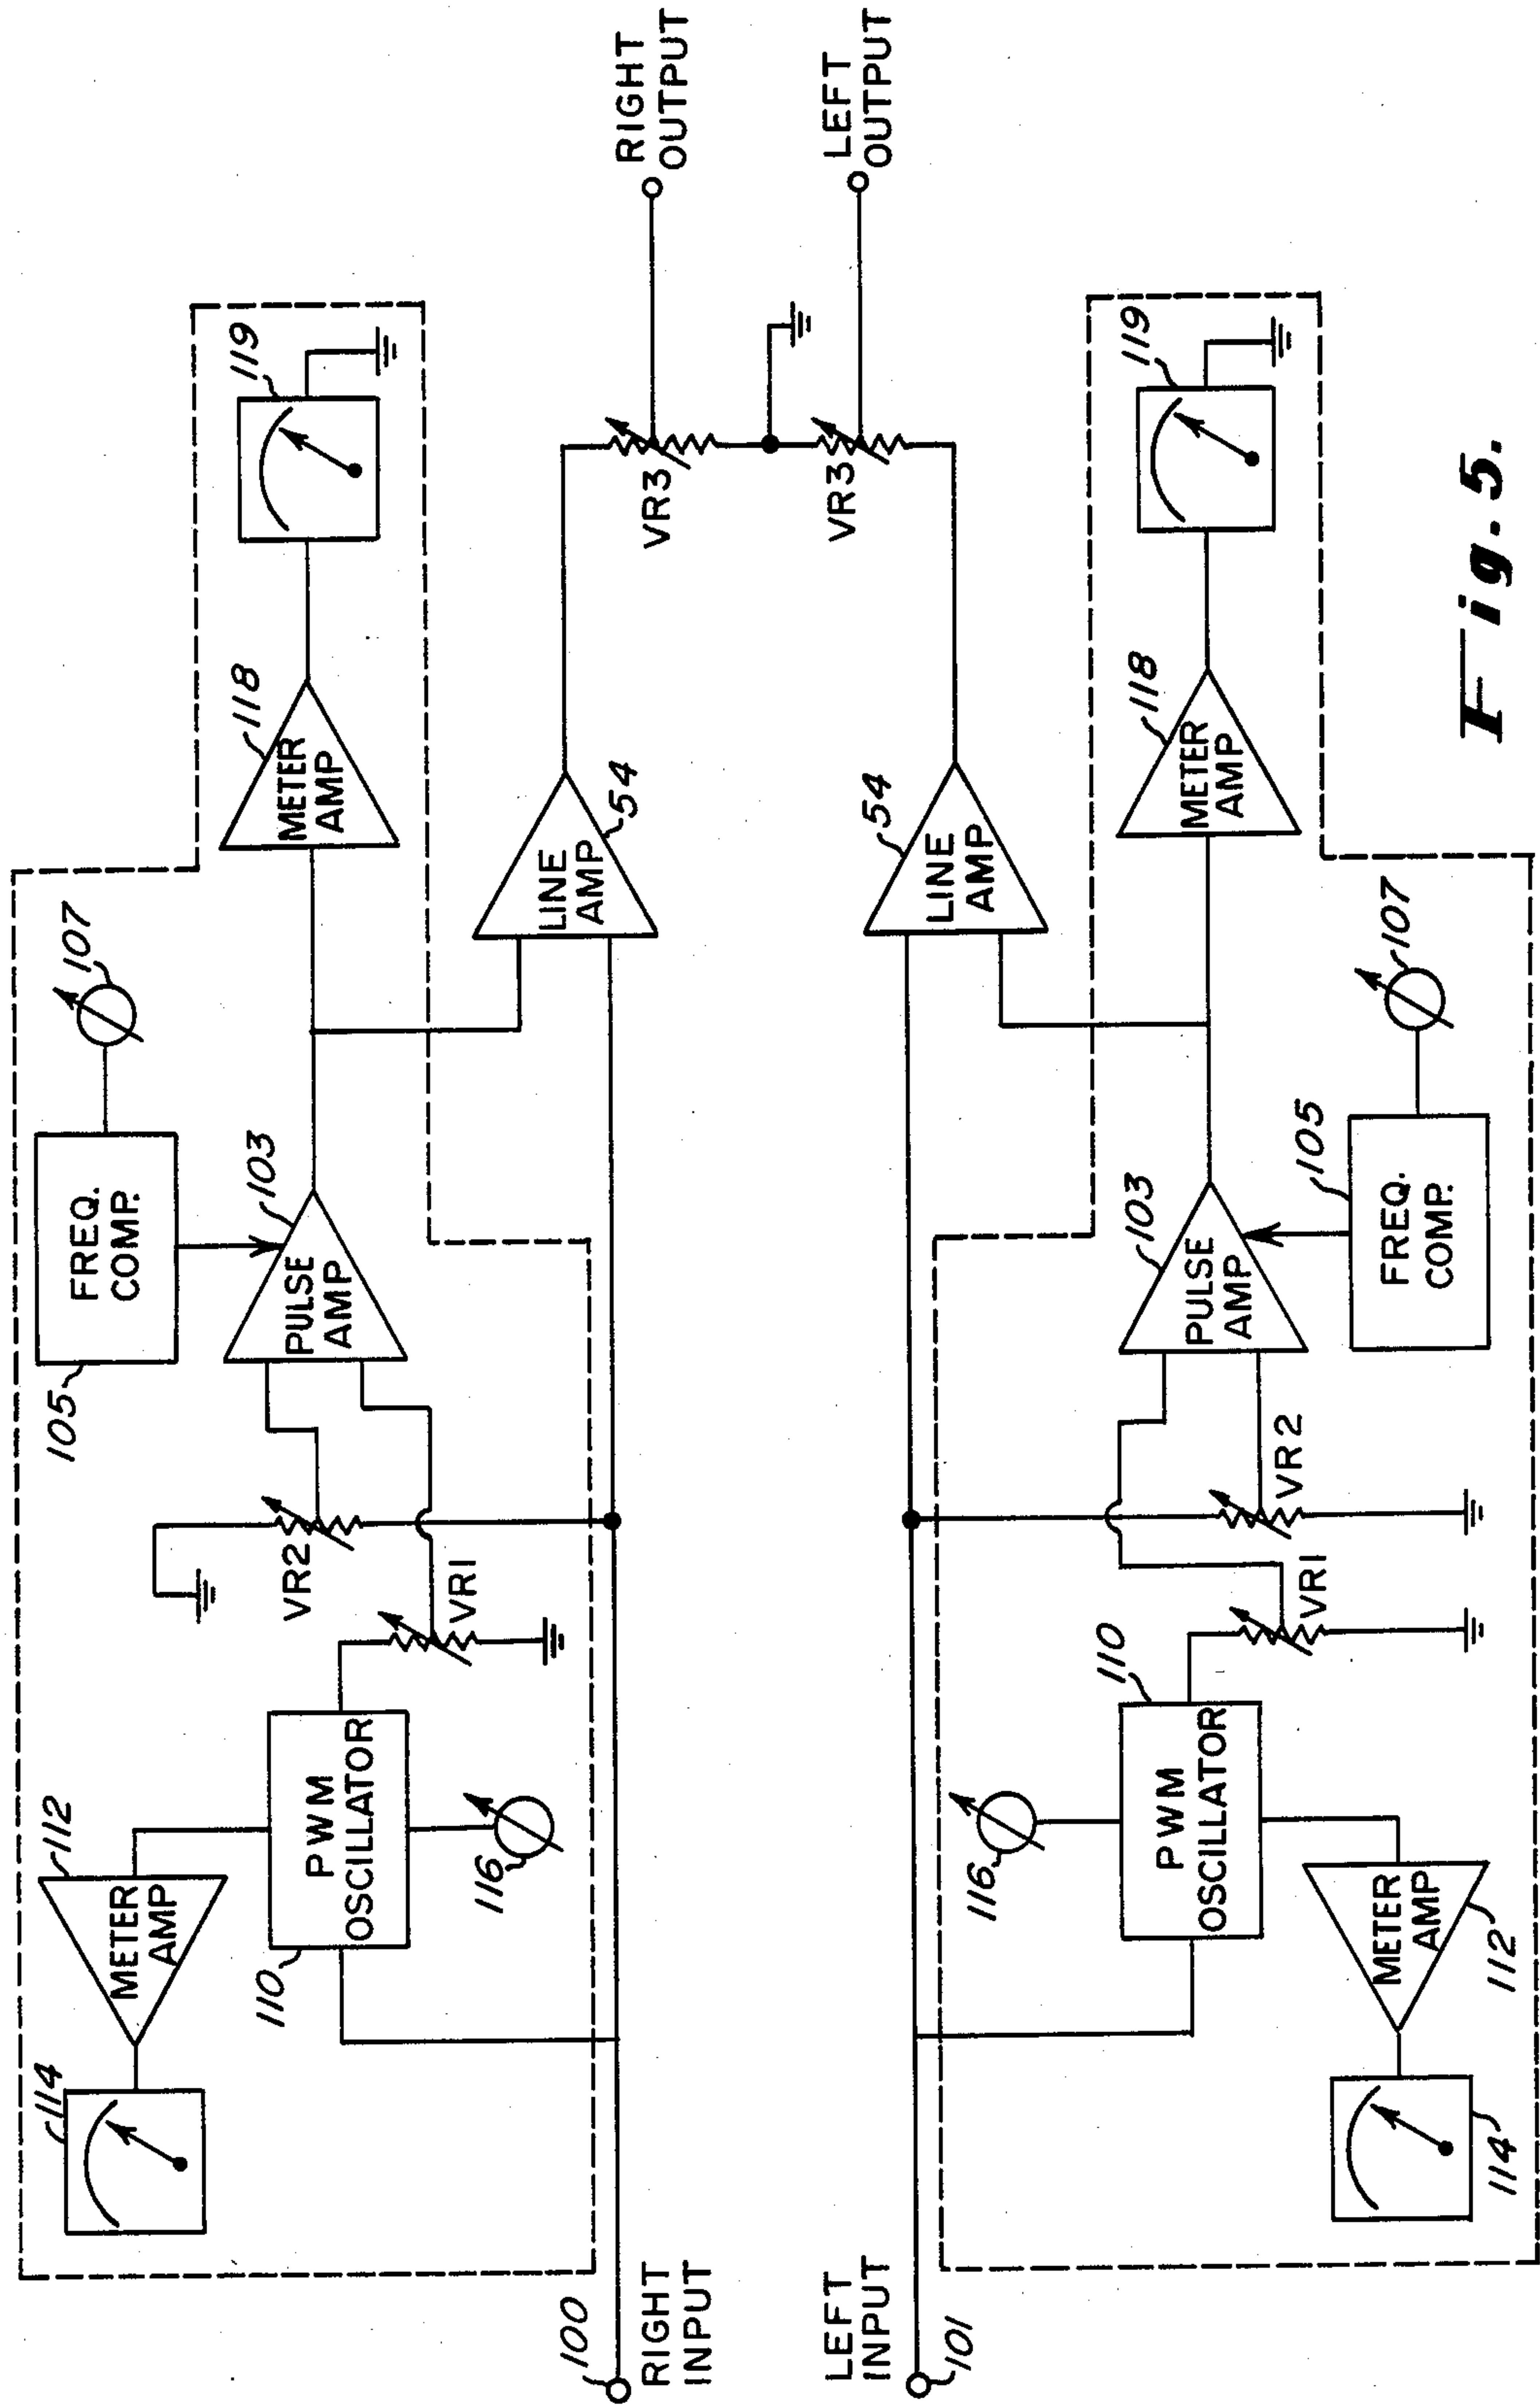 114
112
METER
AMP
110
PWM
OSCILLATOR
116
VR1
VR2
105
FREQ.
COMP.
107
103
PULSE
AMP
118
METER
AMP
119
54
LINE
AMP
VR3
RIGHT
OUTPUT
100
RIGHT
INPUT
LEFT
INPUT
101
54
LINE
AMP
VR3
LEFT
OUTPUT
116
110
PWM
OSCILLATOR
METER
AMP
112
114
VR1
VR2
103
PULSE
AMP
105
FREQ.
COMP.
107
118
METER
AMP
119
Fig. 5.